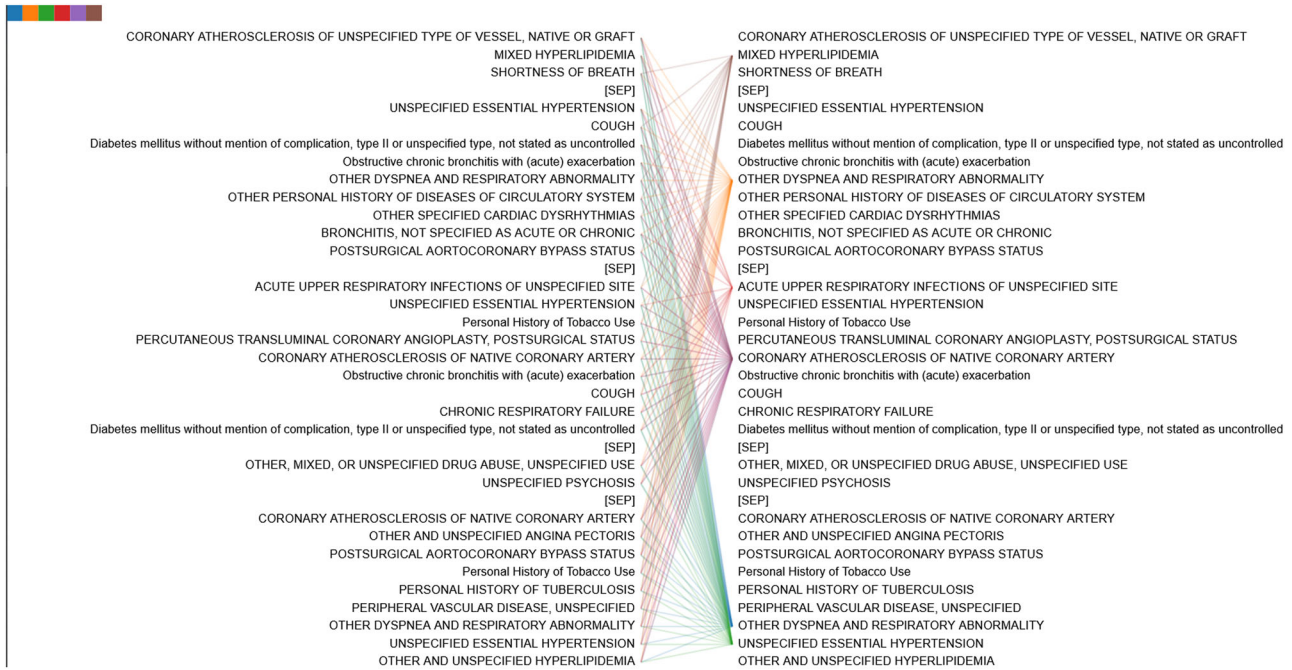 CORONARY ATHEROSCLEROSIS OF UNSPECIFIED TYPE OF VESSEL, NATIVE OR GRAFT
MIXED HYPERLIPIDEMIA
SHORTNESS OF BREATH
[SEP]
UNSPECIFIED ESSENTIAL HYPERTENSION
COUGH
Diabetes mellitus without mention of complication, type II or unspecified type, not stated as uncontrolled
Obstructive chronic bronchitis with (acute) exacerbation
OTHER DYSPNEA AND RESPIRATORY ABNORMALITY
OTHER PERSONAL HISTORY OF DISEASES OF CIRCULATORY SYSTEM
OTHER SPECIFIED CARDIAC DYSRHYTHMIAS
BRONCHITIS, NOT SPECIFIED AS ACUTE OR CHRONIC
POSTSURGICAL AORTOCORONARY BYPASS STATUS
[SEP]
ACUTE UPPER RESPIRATORY INFECTIONS OF UNSPECIFIED SITE
UNSPECIFIED ESSENTIAL HYPERTENSION
Personal History of Tobacco Use
PERCUTANEOUS TRANSLUMINAL CORONARY ANGIOPLASTY, POSTSURGICAL STATUS
CORONARY ATHEROSCLEROSIS OF NATIVE CORONARY ARTERY
Obstructive chronic bronchitis with (acute) exacerbation
COUGH
CHRONIC RESPIRATORY FAILURE
Diabetes mellitus without mention of complication, type II or unspecified type, not stated as uncontrolled
[SEP]
OTHER, MIXED, OR UNSPECIFIED DRUG ABUSE, UNSPECIFIED USE
UNSPECIFIED PSYCHOSIS
[SEP]
CORONARY ATHEROSCLEROSIS OF NATIVE CORONARY ARTERY
OTHER AND UNSPECIFIED ANGINA PECTORIS
POSTSURGICAL AORTOCORONARY BYPASS STATUS
Personal History of Tobacco Use
PERSONAL HISTORY OF TUBERCULOSIS
PERIPHERAL VASCULAR DISEASE, UNSPECIFIED
OTHER DYSPNEA AND RESPIRATORY ABNORMALITY
UNSPECIFIED ESSENTIAL HYPERTENSION
OTHER AND UNSPECIFIED HYPERLIPIDEMIA
CORONARY ATHEROSCLEROSIS OF UNSPECIFIED TYPE OF VESSEL, NATIVE OR GRAFT
MIXED HYPERLIPIDEMIA
SHORTNESS OF BREATH
[SEP]
UNSPECIFIED ESSENTIAL HYPERTENSION
COUGH
Diabetes mellitus without mention of complication, type II or unspecified type, not stated as uncontrolled
Obstructive chronic bronchitis with (acute) exacerbation
OTHER DYSPNEA AND RESPIRATORY ABNORMALITY
OTHER PERSONAL HISTORY OF DISEASES OF CIRCULATORY SYSTEM
OTHER SPECIFIED CARDIAC DYSRHYTHMIAS
BRONCHITIS, NOT SPECIFIED AS ACUTE OR CHRONIC
POSTSURGICAL AORTOCORONARY BYPASS STATUS
[SEP]
ACUTE UPPER RESPIRATORY INFECTIONS OF UNSPECIFIED SITE
UNSPECIFIED ESSENTIAL HYPERTENSION
Personal History of Tobacco Use
PERCUTANEOUS TRANSLUMINAL CORONARY ANGIOPLASTY, POSTSURGICAL STATUS
CORONARY ATHEROSCLEROSIS OF NATIVE CORONARY ARTERY
Obstructive chronic bronchitis with (acute) exacerbation
COUGH
CHRONIC RESPIRATORY FAILURE
Diabetes mellitus without mention of complication, type II or unspecified type, not stated as uncontrolled
[SEP]
OTHER, MIXED, OR UNSPECIFIED DRUG ABUSE, UNSPECIFIED USE
UNSPECIFIED PSYCHOSIS
[SEP]
CORONARY ATHEROSCLEROSIS OF NATIVE CORONARY ARTERY
OTHER AND UNSPECIFIED ANGINA PECTORIS
POSTSURGICAL AORTOCORONARY BYPASS STATUS
Personal History of Tobacco Use
PERSONAL HISTORY OF TUBERCULOSIS
PERIPHERAL VASCULAR DISEASE, UNSPECIFIED
OTHER DYSPNEA AND RESPIRATORY ABNORMALITY
UNSPECIFIED ESSENTIAL HYPERTENSION
OTHER AND UNSPECIFIED HYPERLIPIDEMIA